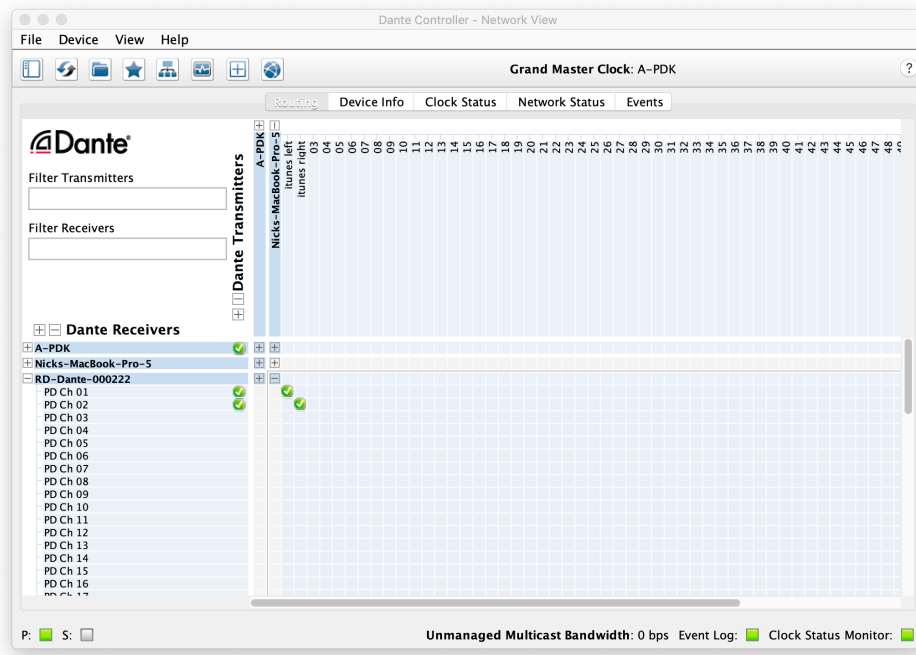 Dante Controller - Network View
File Device View Help
Grand Master Clock: A-PDK
?
Routing Device Info Clock Status Network Status Events
Dante®
Filter Transmitters
Filter Receivers
Dante Transmitters
A-PDK
Nicks-MacBook-Pro-5
itunes left
itunes right
03 04 05 06 07 08 09 10 11 12 13 14 15 16 17 18 19 20 21 22 23 24 25 26 27 28 29 30 31 32 33 34 35 36 37 38 39 40 41 42 43 44 45 46 47 48
Dante Receivers
A-PDK
Nicks-MacBook-Pro-5
RD-Dante-000222
PD Ch 01
PD Ch 02
PD Ch 03
PD Ch 04
PD Ch 05
PD Ch 06
PD Ch 07
PD Ch 08
PD Ch 09
PD Ch 10
PD Ch 11
PD Ch 12
PD Ch 13
PD Ch 14
PD Ch 15
PD Ch 16
PD Ch 17
P: S: Unmanaged Multicast Bandwidth: 0 bps Event Log: Clock Status Monitor: